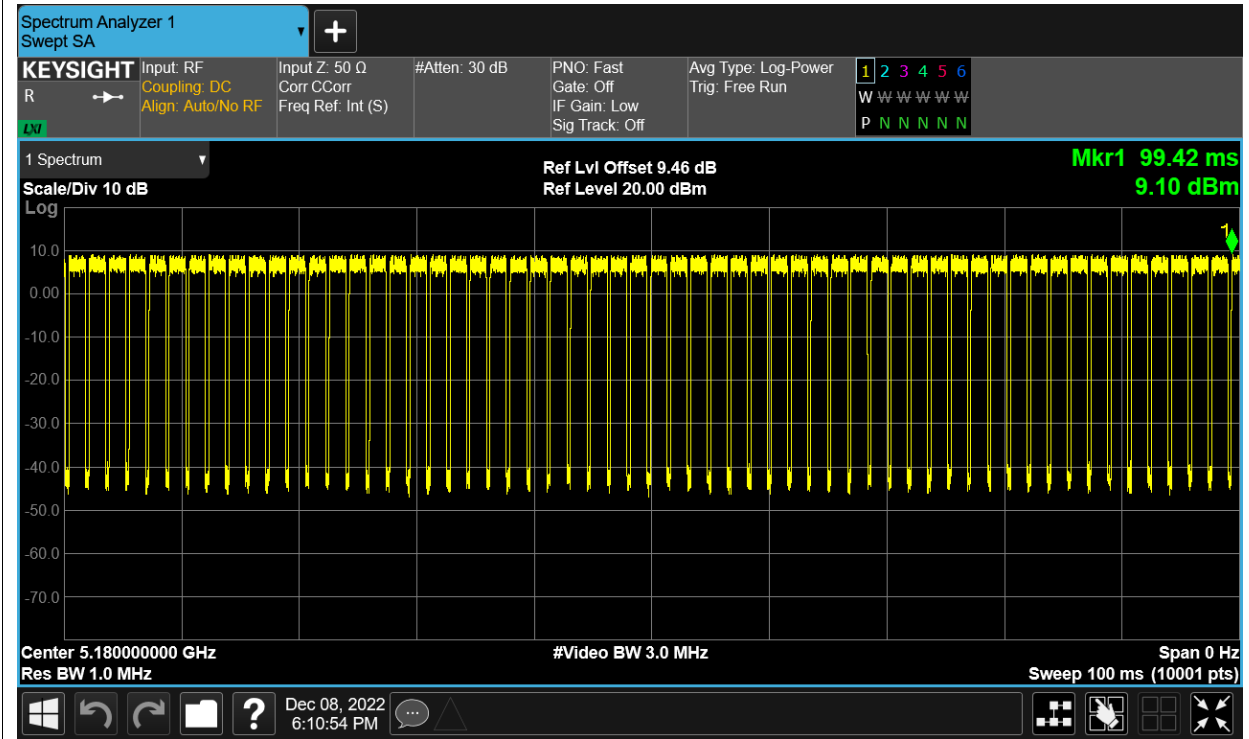 Spectrum Analyzer 1
Swept SA
KEYSIGHT
R
LXI
Input: RF
Coupling: DC
Align: Auto/No RF
Input Z: 50 Ω
Corr CCorr
Freq Ref: Int (S)
#Atten: 30 dB
PNO: Fast
Gate: Off
IF Gain: Low
Sig Track: Off
Avg Type: Log-Power
Trig: Free Run
1 2 3 4 5 6
W W W W W W
P N N N N N
1 Spectrum
Scale/Div 10 dB
Log
Ref Lvl Offset 9.46 dB
Ref Level 20.00 dBm
Mkr1 99.42 ms
9.10 dBm
1
10.0
0.00
-10.0
-20.0
-30.0
-40.0
-50.0
-60.0
-70.0
Center 5.180000000 GHz
Res BW 1.0 MHz
#Video BW 3.0 MHz
Span 0 Hz
Sweep 100 ms (10001 pts)
?
Dec 08, 2022
6:10:54 PM